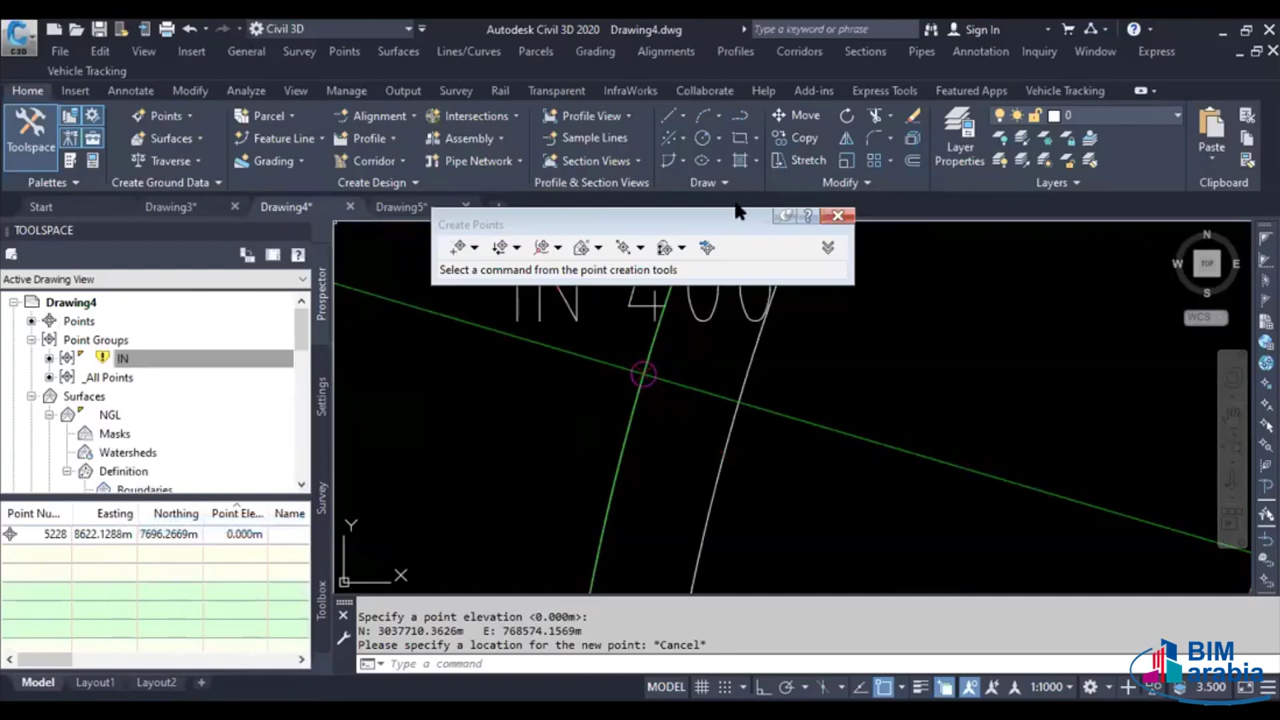 C3D
Civil 3D
Autodesk Civil 3D 2020 Drawing4.dwg
Type a keyword or phrase
Sign In
File Edit View Insert General Survey Points Surfaces Lines/Curves Parcels Grading Alignments Profiles Corridors Sections Pipes Annotation Inquiry Window Express
Vehicle Tracking
Home Insert Annotate Modify Analyze View Manage Output Survey Rail Transparent InfraWorks Collaborate Help Add-ins Express Tools Featured Apps Vehicle Tracking
Points Parcel Alignment Intersections Profile View Move 0
Toolspace Surfaces Feature Line Profile Assembly Sample Lines Copy Layer Properties Paste
Traverse Grading Corridor Pipe Network Section Views Stretch
Palettes Create Ground Data Create Design Profile & Section Views Draw Modify Layers Clipboard
Start Drawing3* Drawing4* Drawing5*
TOOLSPACE
Active Drawing View
Drawing4
Points
Point Groups
IN
_All Points
Surfaces
NGL
Masks
Watersheds
Definition
Boundaries
Prospector
Settings
Survey
Toolbox
Point Nu... Easting Northing Point Ele... Name
5228 8622.1288m 7696.2669m 0.000m
Create Points
Select a command from the point creation tools
IN 400
N
W TOP E
S
WCS
Y
X
Specify a point elevation <0.000m>:
N: 3037710.3626m E: 768574.1569m
Please specify a location for the new point: *Cancel*
Type a command
Model Layout1 Layout2 +
MODEL 1:1000 3.500
BIM
arabia